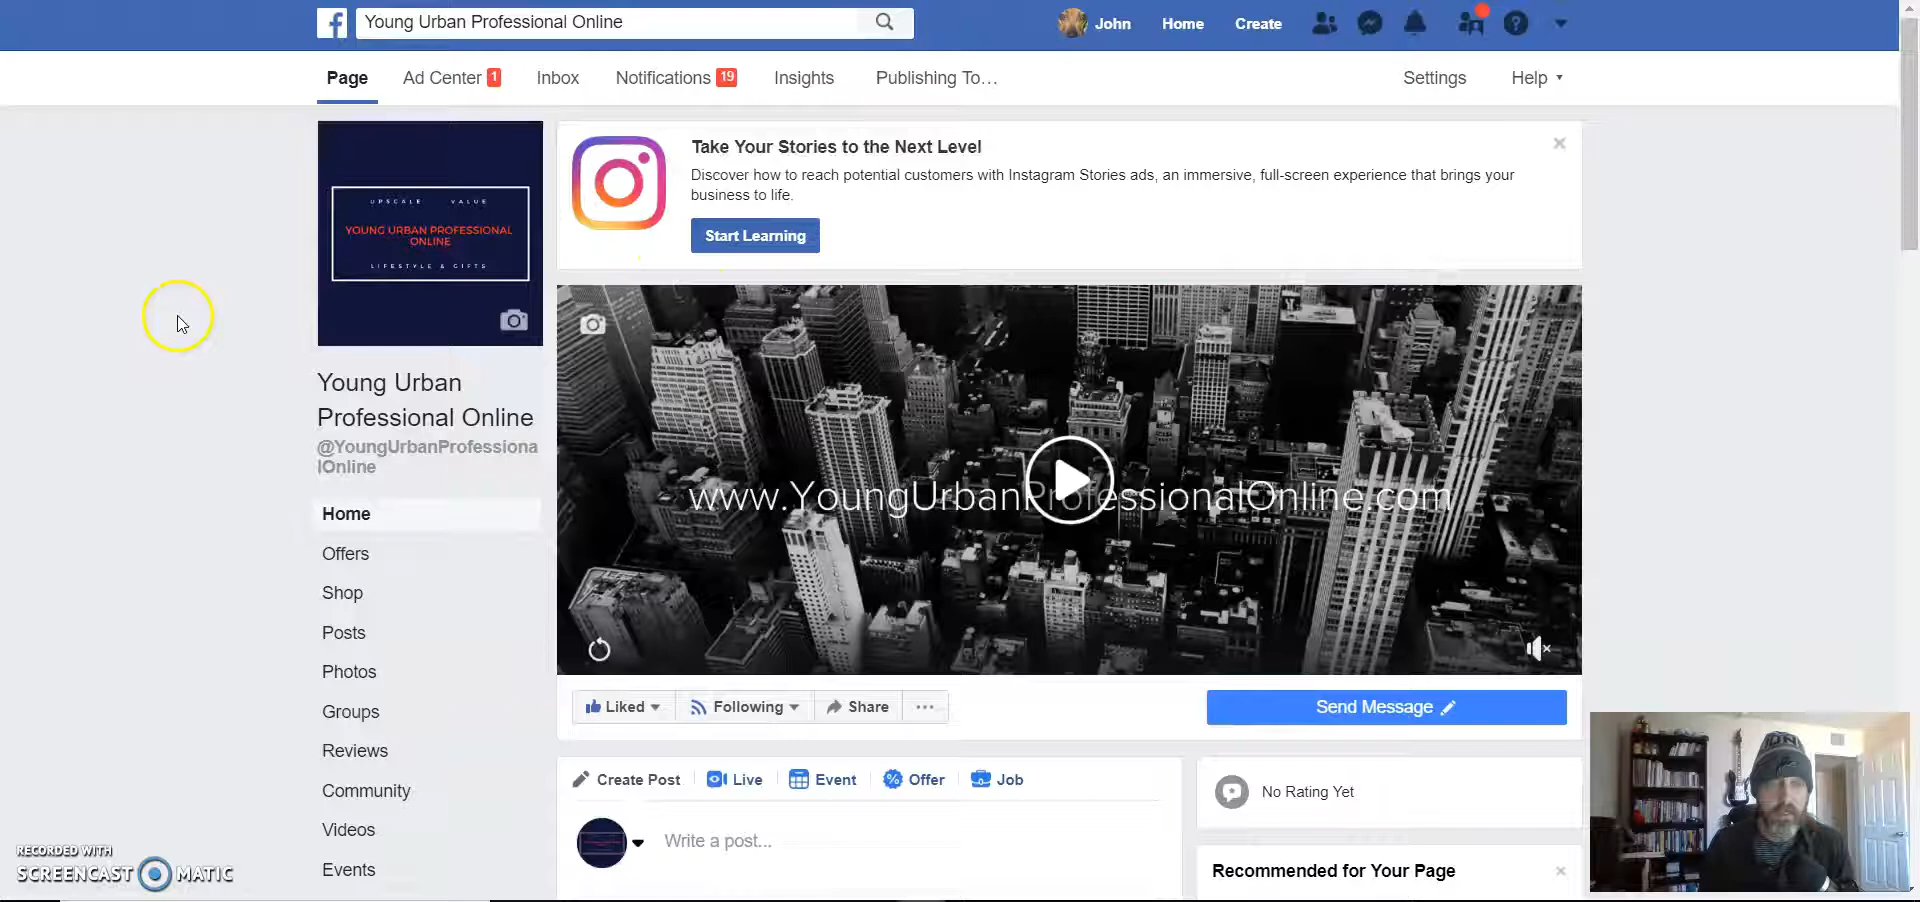 Young Urban Professional Online
John Home Create
Page Ad Center 1 Inbox Notifications 19 Insights Publishing To… Settings Help
UPSCALE VALUE
YOUNG URBAN PROFESSIONAL
ONLINE
LIFESTYLE & GIFTS
Take Your Stories to the Next Level
Discover how to reach potential customers with Instagram Stories ads, an immersive, full-screen experience that brings your
business to life.
Start Learning
www.YoungUrbanProfessionalOnline.com
Young Urban
Professional Online
@YoungUrbanProfessiona
lOnline
Home
Offers
Shop
Posts
Photos
Groups
Reviews
Community
Videos
Events
Liked Following Share ... Send Message
Create Post Live Event Offer Job
Write a post...
No Rating Yet
Recommended for Your Page
RECORDED WITH
SCREENCAST MATIC